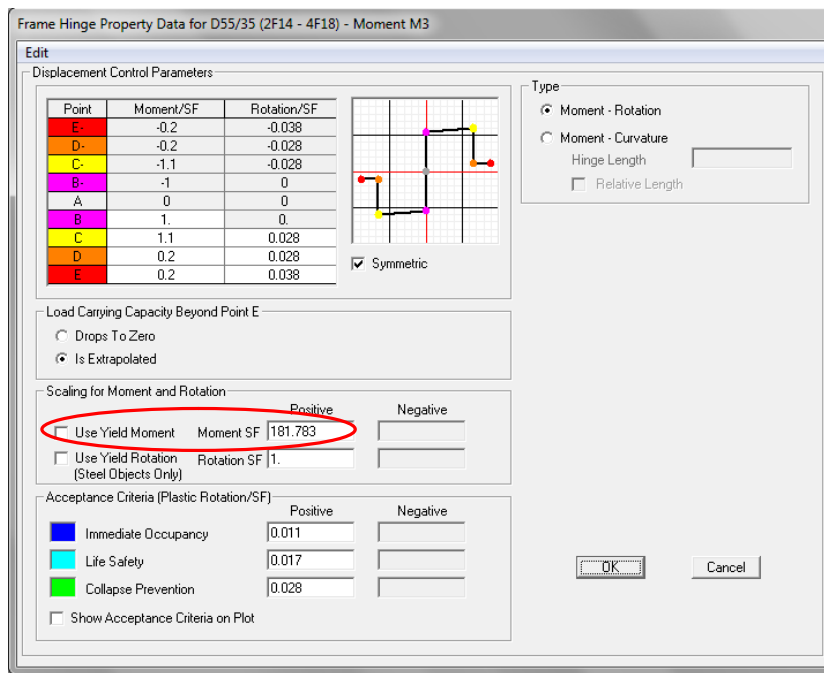 Frame Hinge Property Data for D55/35 (2F14 - 4F18) - Moment M3
Edit
Displacement Control Parameters
Point Moment/SF Rotation/SF
E- -0.2 -0.038
D- -0.2 -0.028
C- -1.1 -0.028
B- -1 0
A 0 0
B 1. 0.
C 1.1 0.028
D 0.2 0.028
E 0.2 0.038
Symmetric
Type
Moment - Rotation
Moment - Curvature
Hinge Length
Relative Length
Load Carrying Capacity Beyond Point E
Drops To Zero
Is Extrapolated
Scaling for Moment and Rotation
Positive Negative
Use Yield Moment Moment SF 181.783
Use Yield Rotation Rotation SF 1.
(Steel Objects Only)
Acceptance Criteria (Plastic Rotation/SF)
Positive Negative
Immediate Occupancy 0.011
Life Safety 0.017
Collapse Prevention 0.028
Show Acceptance Criteria on Plot
OK Cancel